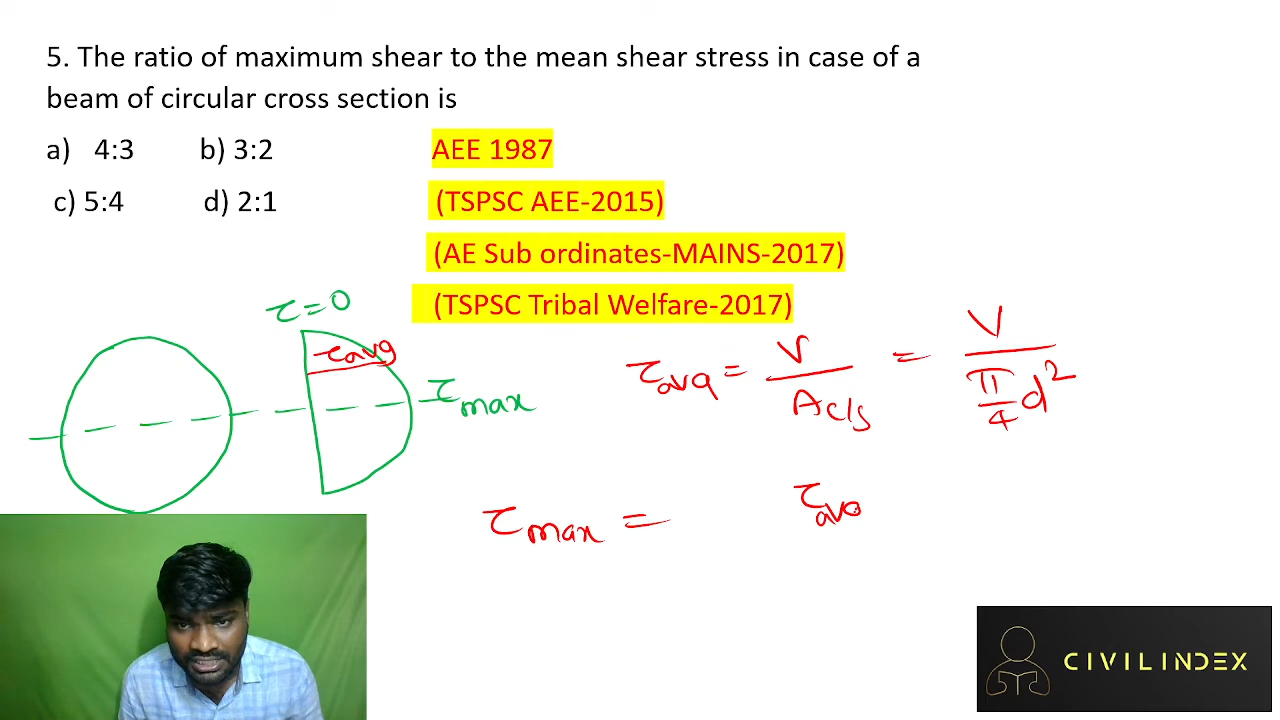 5. The ratio of maximum shear to the mean shear stress in case of a
beam of circular cross section is
a) 4:3 b) 3:2 AEE 1987
c) 5:4 d) 2:1 (TSPSC AEE-2015)
(AE Sub ordinates-MAINS-2017)
(TSPSC Tribal Welfare-2017)
τ=0
τavg
τmax
τavg = V/Acls = V/(π/4 d²)
τmax = τavg
CIVILINDEX